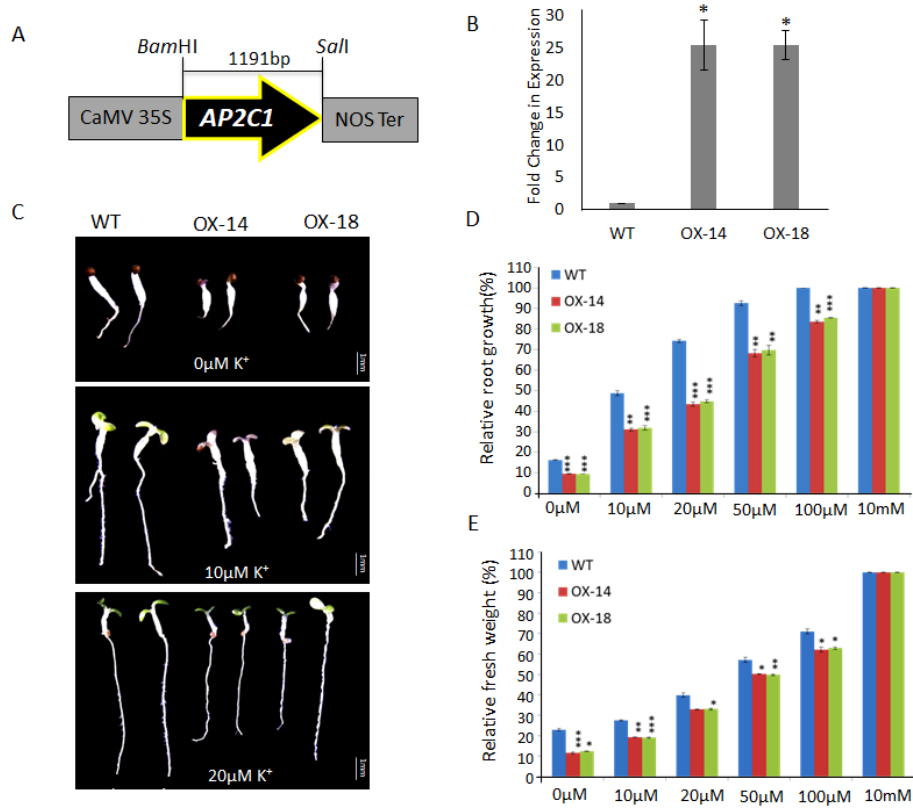 A
BamHI
SalI
1191bp
CaMV 35S
AP2C1
NOS Ter
B
Fold Change in Expression
30
25
20
15
10
5
0
*
*
WT
OX-14
OX-18
C
WT
OX-14
OX-18
0µM K+
1mm
10µM K+
1mm
20µM K+
1mm
D
Relative root growth(%)
110
100
90
80
70
60
50
40
30
20
10
0
WT
OX-14
OX-18
***
***
**
***
***
***
**
**
**
***
0µM
10µM
20µM
50µM
100µM
10mM
E
Relative fresh weight (%)
110
100
90
80
70
60
50
40
30
20
10
0
WT
OX-14
OX-18
***
*
**
***
*
*
**
*
*
0µM
10µM
20µM
50µM
100µM
10mM